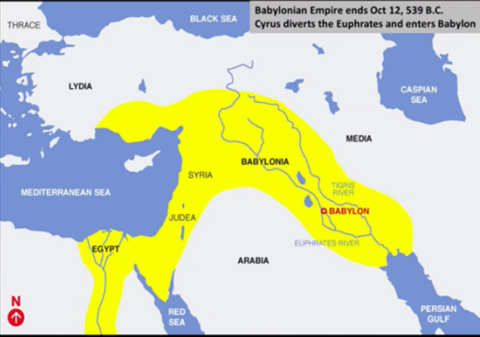 Babylonian Empire ends Oct 12, 539 B.C.
Cyrus diverts the Euphrates and enters Babylon
THRACE
BLACK SEA
LYDIA
CASPIAN
SEA
MEDIA
BABYLONIA
SYRIA
TIGRIS
RIVER
MEDITERRANEAN SEA
BABYLON
JUDEA
EUPHRATES RIVER
EGYPT
ARABIA
N
RED
SEA
PERSIAN
GULF